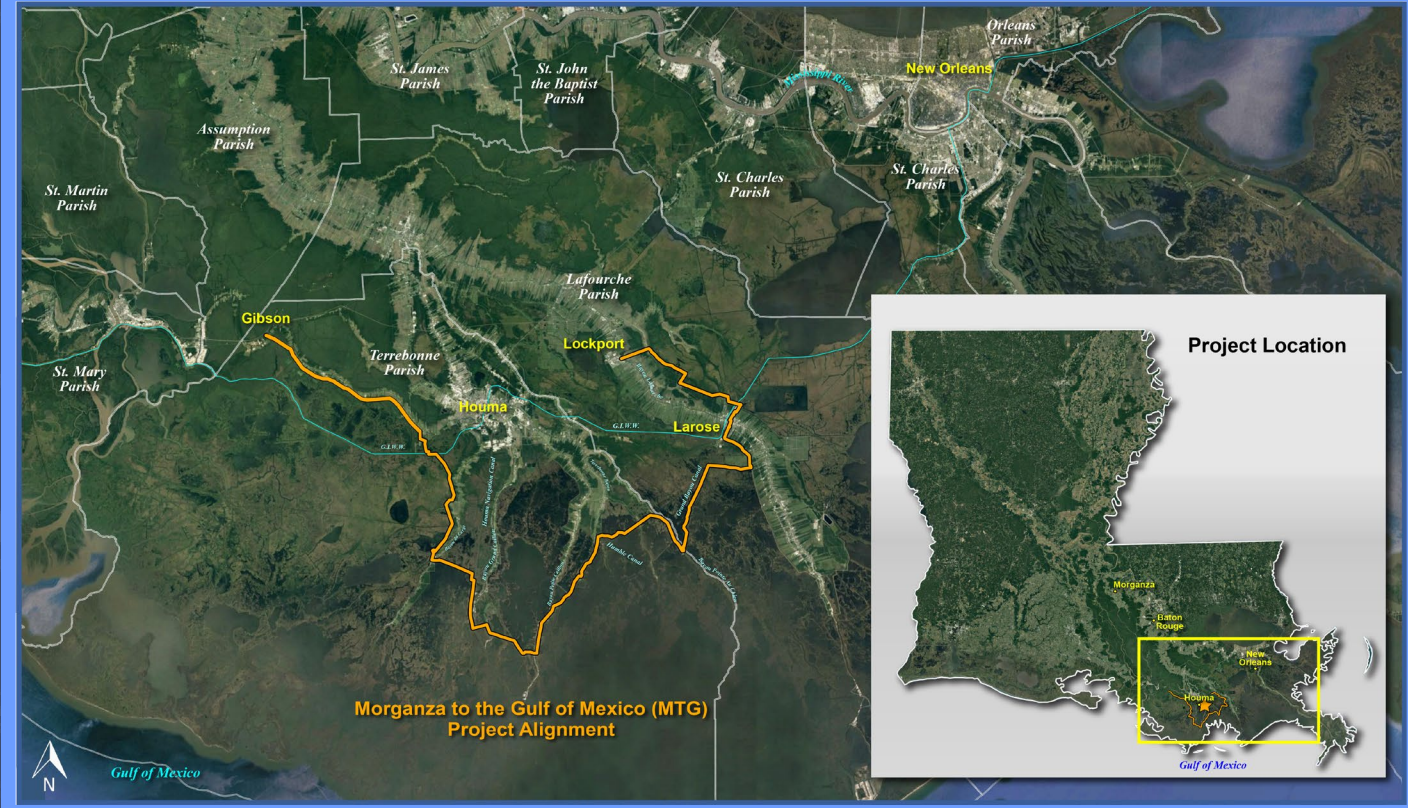 Orleans
Parish
St. James
Parish
St. John
the Baptist
Parish
New Orleans
Mississippi River
Assumption
Parish
St. Martin
Parish
St. Charles
Parish
St. Charles
Parish
Lafourche
Parish
Gibson
Lockport
Terrebonne
Parish
St. Mary
Parish
Houma
Larose
G.I.W.W.
G.I.W.W.
Houma Navigation Canal
Grand Bayou Canal
Humble Canal
Morganza to the Gulf of Mexico (MTG)
Project Alignment
Gulf of Mexico
N
Project Location
Morganza
Baton
Rouge
New
Orleans
Houma
Gulf of Mexico